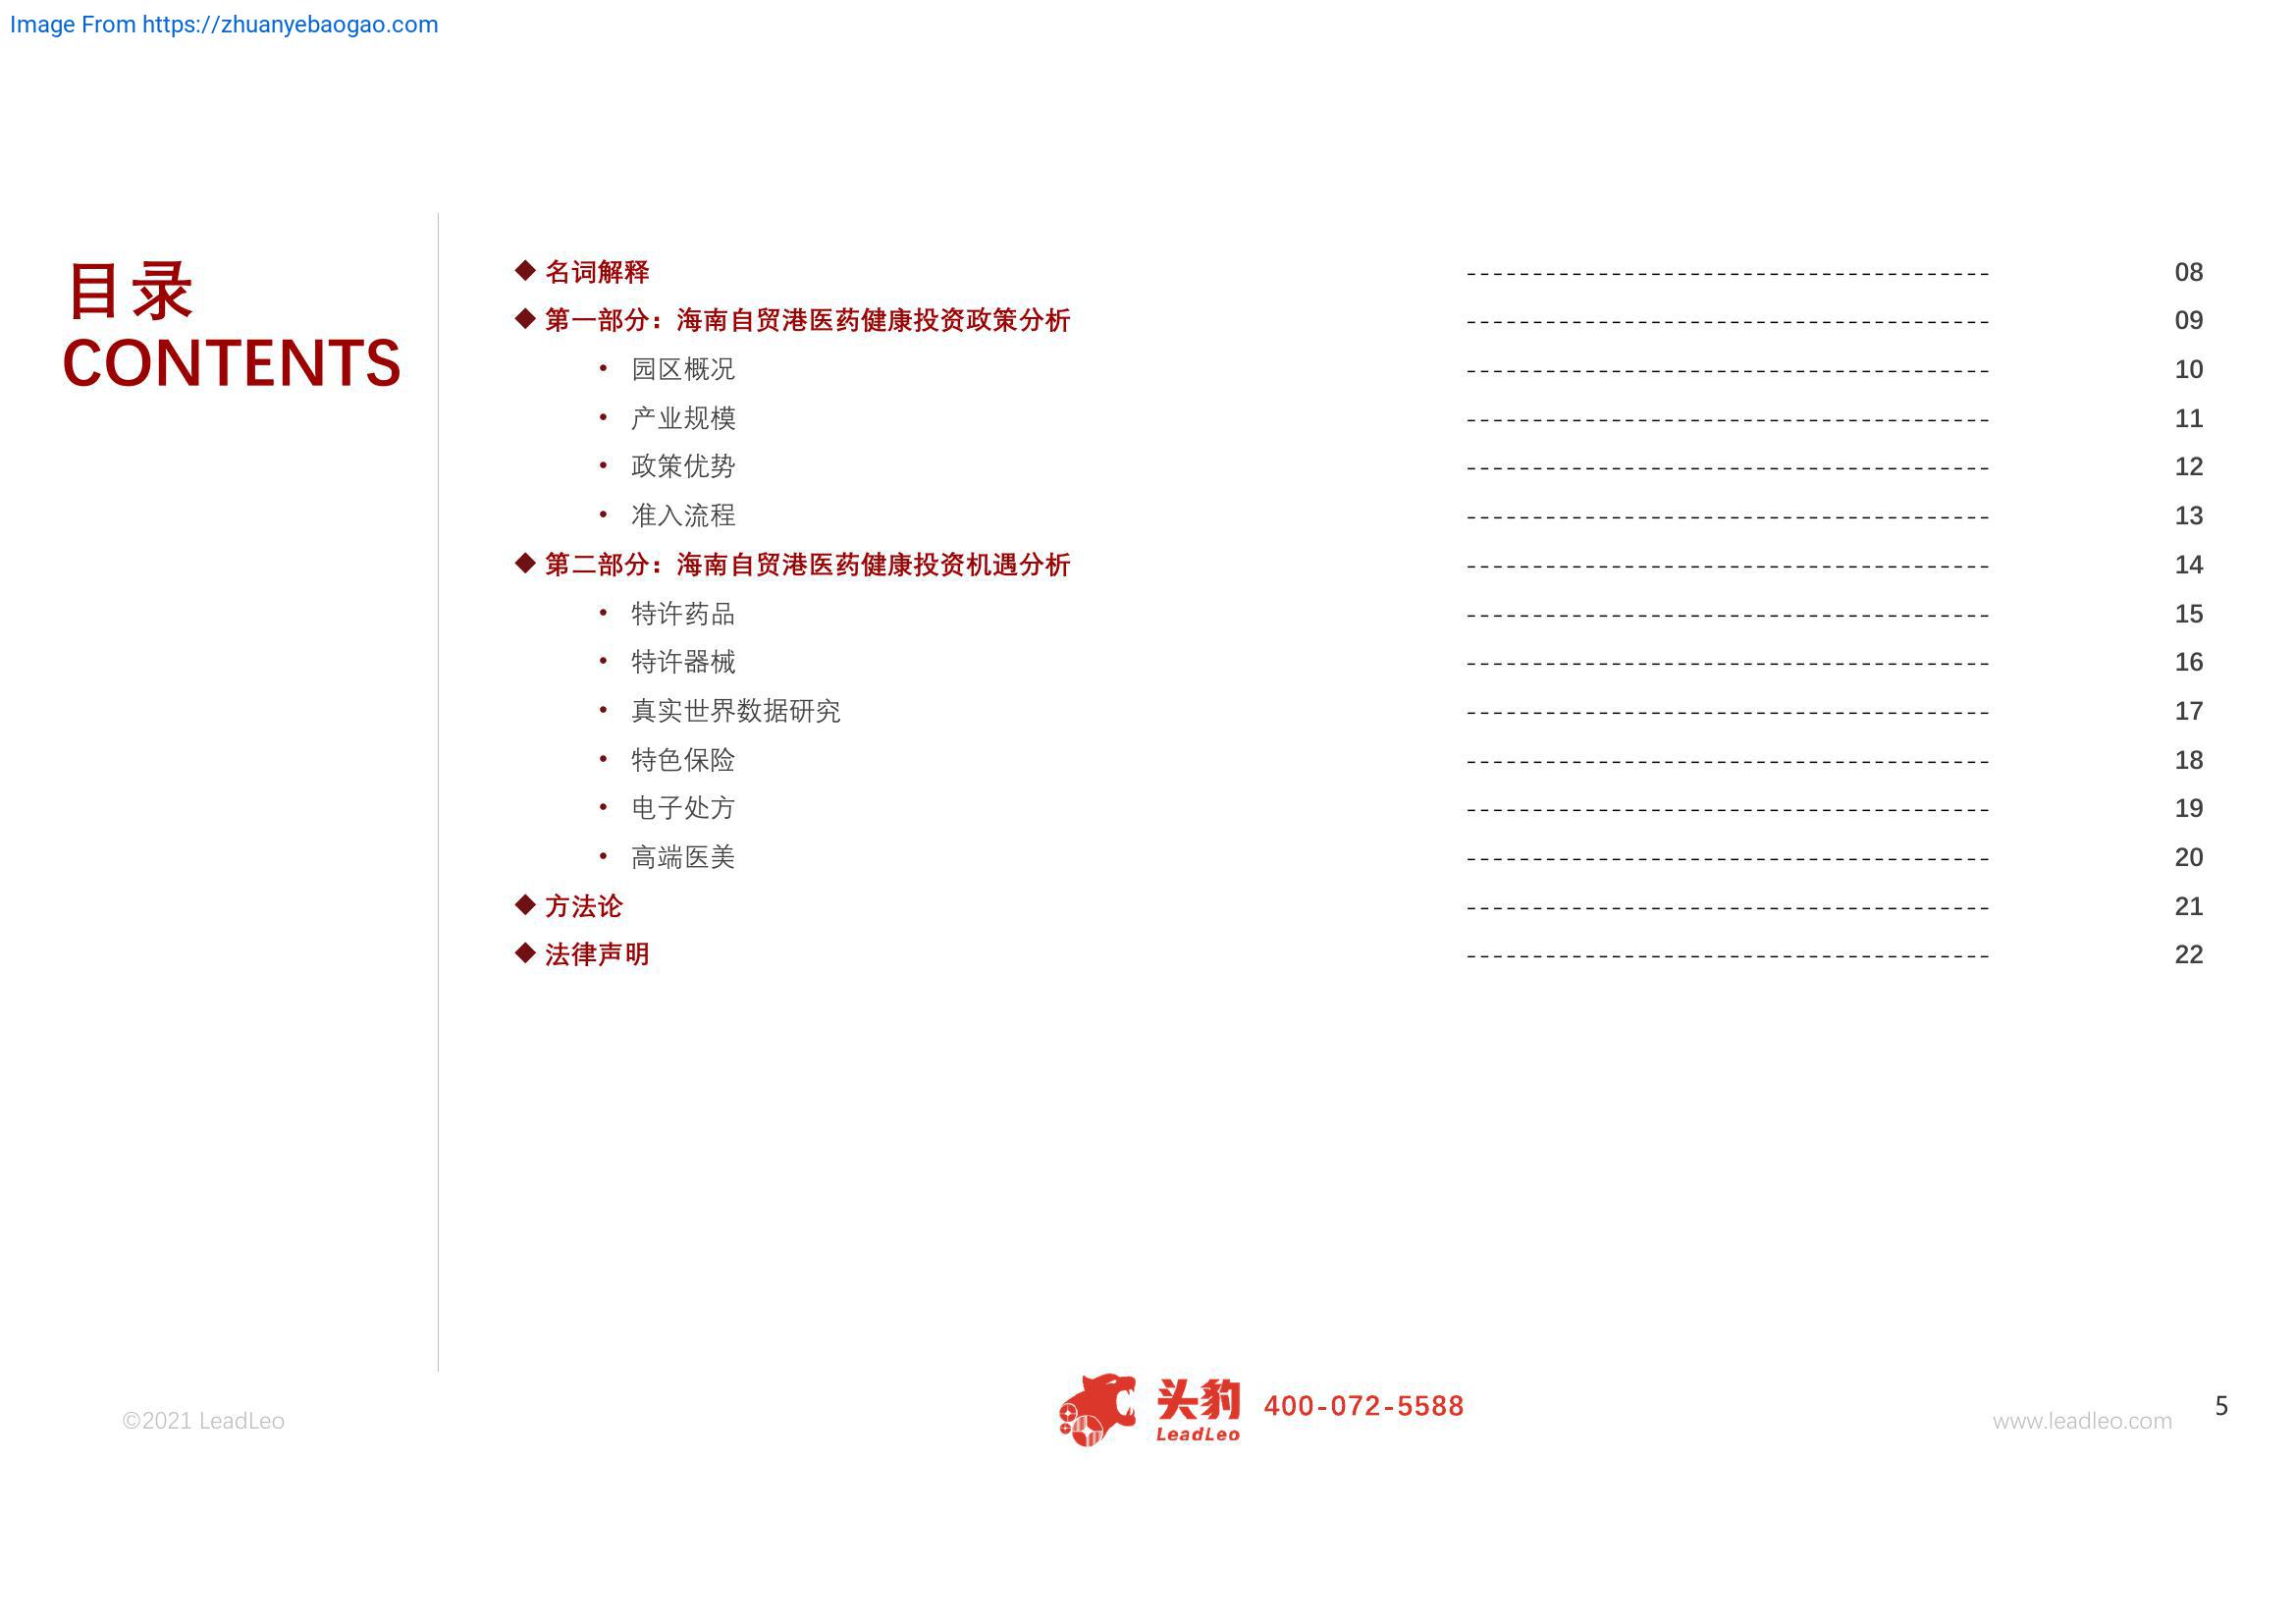 Image From https://zhuanyebaogao.com
目录
CONTENTS
◆ 名词解释 ---------------------------------------- 08
◆ 第一部分：海南自贸港医药健康投资政策分析 ---------------------------------------- 09
• 园区概况 ---------------------------------------- 10
• 产业规模 ---------------------------------------- 11
• 政策优势 ---------------------------------------- 12
• 准入流程 ---------------------------------------- 13
◆ 第二部分：海南自贸港医药健康投资机遇分析 ---------------------------------------- 14
• 特许药品 ---------------------------------------- 15
• 特许器械 ---------------------------------------- 16
• 真实世界数据研究 ---------------------------------------- 17
• 特色保险 ---------------------------------------- 18
• 电子处方 ---------------------------------------- 19
• 高端医美 ---------------------------------------- 20
◆ 方法论 ---------------------------------------- 21
◆ 法律声明 ---------------------------------------- 22
©2021 LeadLeo
头豹
LeadLeo
400-072-5588
www.leadleo.com
5